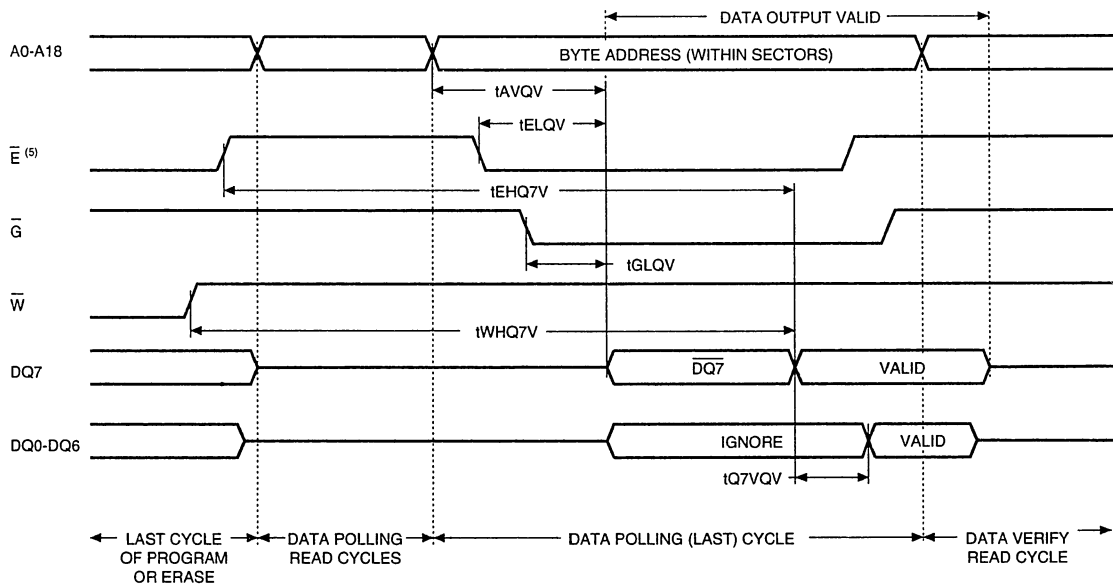 DATA OUTPUT VALID
A0-A18
BYTE ADDRESS (WITHIN SECTORS)
tAVQV
tELQV
E̅ (5)
tEHQ7V
G̅
tGLQV
W̅
tWHQ7V
DQ7
D̅Q̅7̅
VALID
DQ0-DQ6
IGNORE
VALID
tQ7VQV
LAST CYCLE
OF PROGRAM
OR ERASE
DATA POLLING
READ CYCLES
DATA POLLING (LAST) CYCLE
DATA VERIFY
READ CYCLE